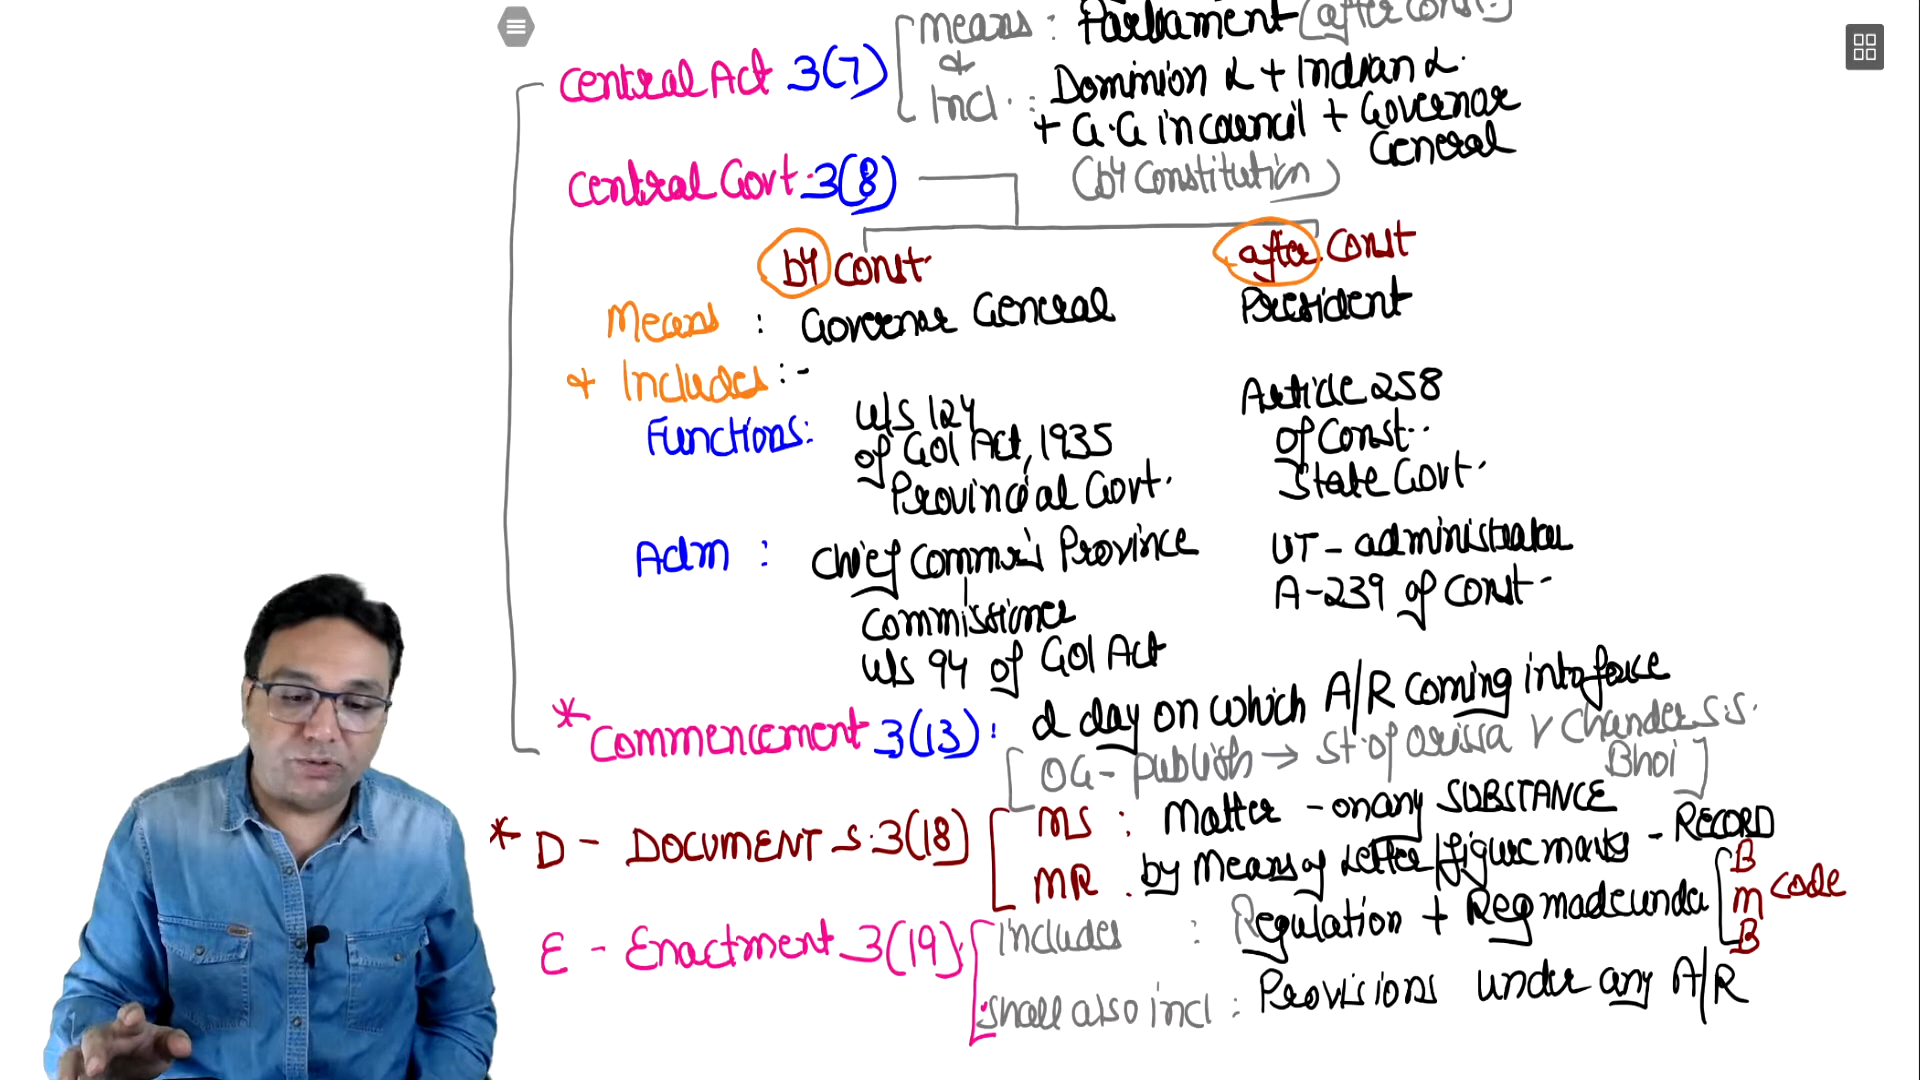 means : Parliament (after Const.)
Central Act 3(7) &
Incl. : Dominion L + Indian L.
+ G.G in council + Governor
General
Central Govt. 3(8) (by Constitution)
by Const. after Const
Means : Governor General President
& Includes :-
Functions: U/S 124 Article 258
of GOI Act, 1935 of Const..
Provincial Govt. State Govt.
Adm : Chief Commr's Province UT - administrator
Commissioner A-239 of Const.
U/s 94 of GOI Act
* Commencement 3(13) : d day on which A/R coming into force
[OG - publish → St. of Orissa v Chander S.S.
Bhoi]
* D - DOCUMENT S.3(18) MS : Matter - on any SUBSTANCE
MR . by Means of Letter/figure marks - RECORD
E - Enactment 3(19). includes : Regulation + Reg made under B M B code
shall also incl : Provisions under any A/R